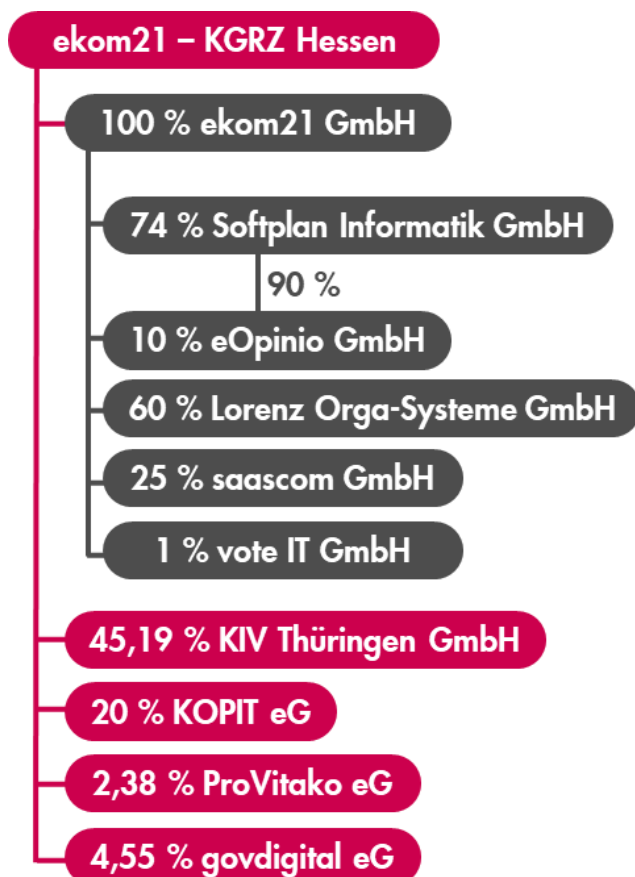 ekom21 – KGRZ Hessen
100 % ekom21 GmbH
74 % Softplan Informatik GmbH
90 %
10 % eOpinio GmbH
60 % Lorenz Orga-Systeme GmbH
25 % saascom GmbH
1 % vote IT GmbH
45,19 % KIV Thüringen GmbH
20 % KOPIT eG
2,38 % ProVitako eG
4,55 % govdigital eG